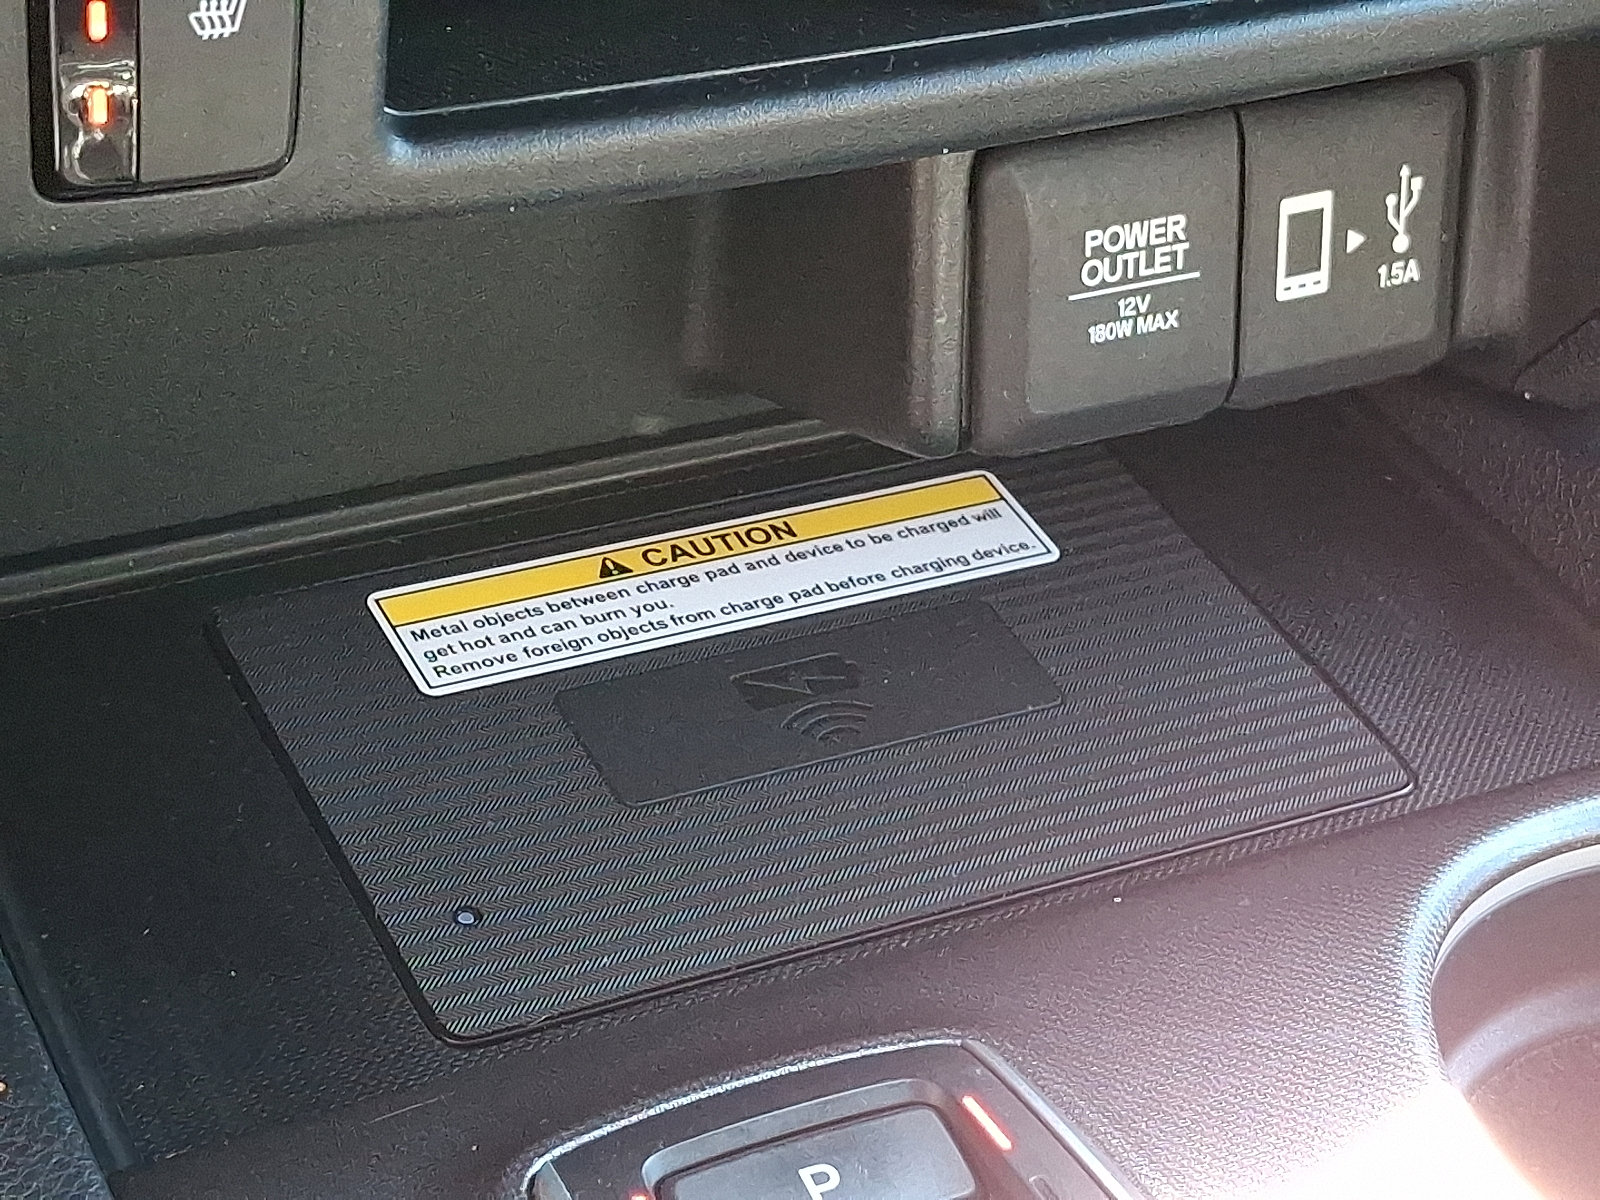 POWER
OUTLET
12V
180W MAX
1.5A
CAUTION
Metal objects between charge pad and device to be charged will
get hot and can burn you.
Remove foreign objects from charge pad before charging device.
P